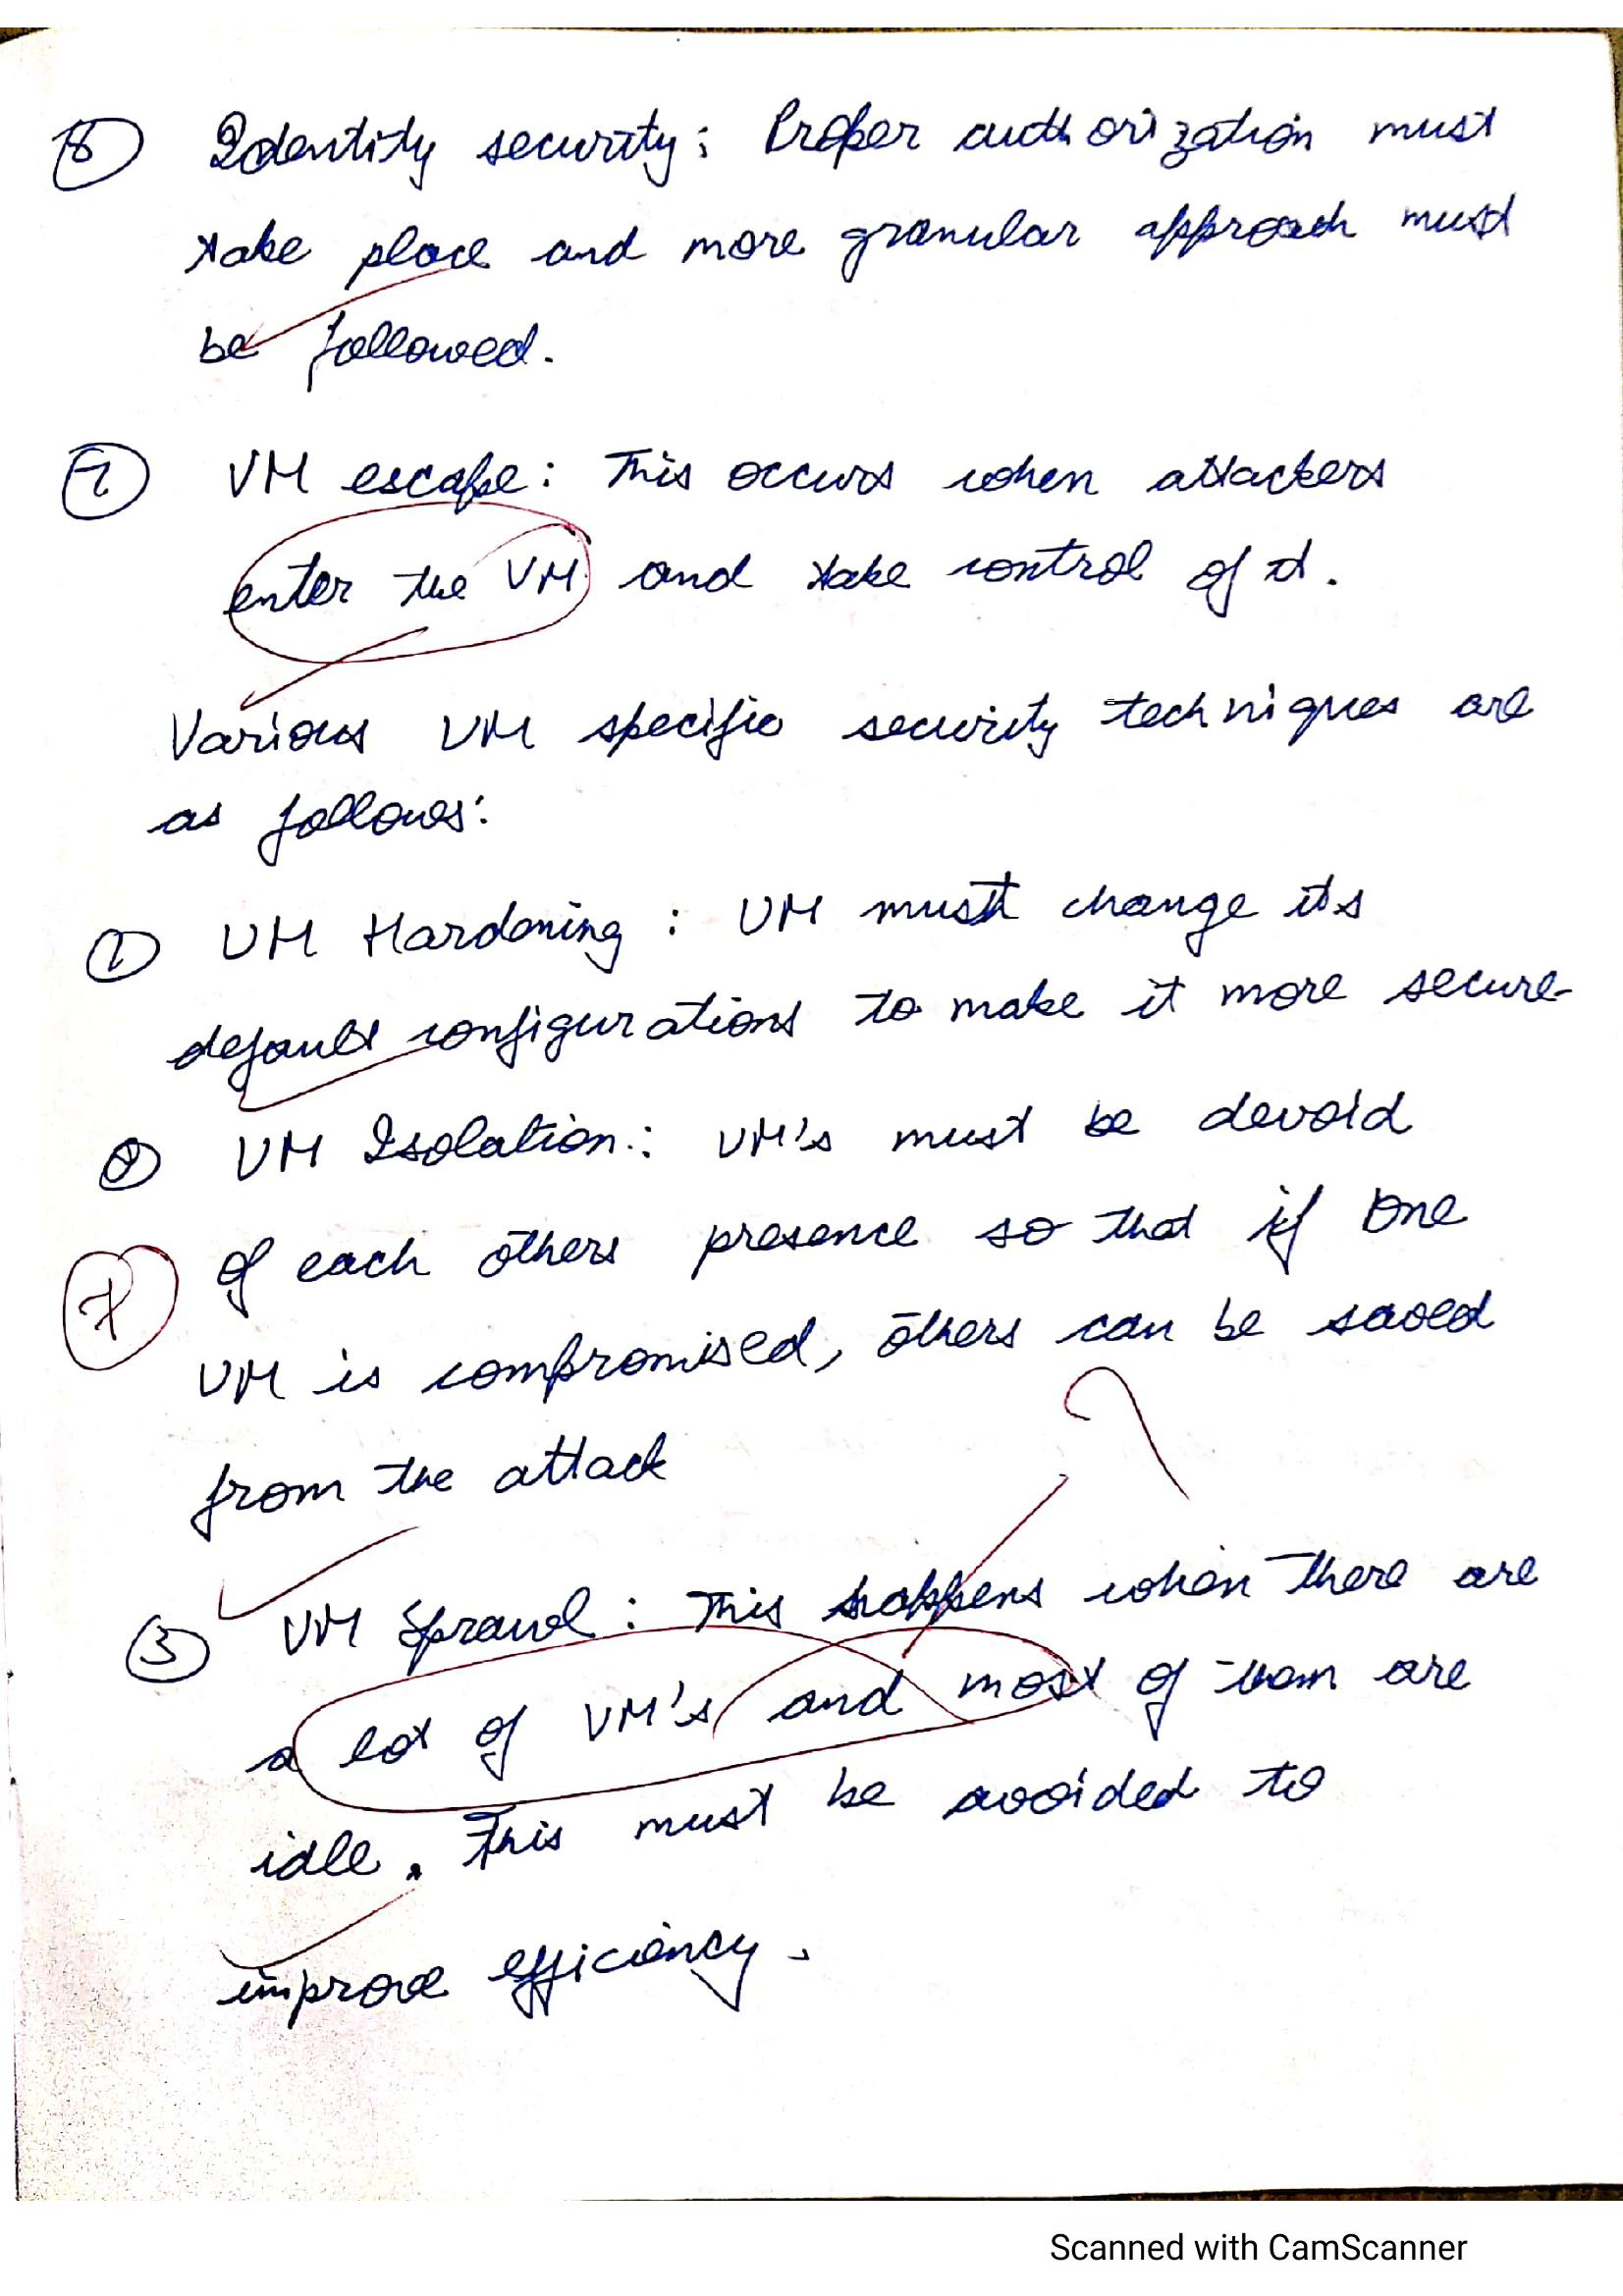 ⑧ Identity security: Proper authorization must
take place and more granular approach must
be followed.
⑦ VM escape: This occurs when attackers
enter the VM and take control of it.
Various VM specific security techniques are
as follows:
① VM Hardening : VM must change its
default configurations to make it more secure
② VM Isolation: VM's must be devoid
of each others presence so that if one
7
VM is compromised, others can be saved
from the attack
?
③ VM Sprawl: This happens when there are
a lot of VM's and most of them are
idle. This must be avoided to
improve efficiency.
Scanned with CamScanner